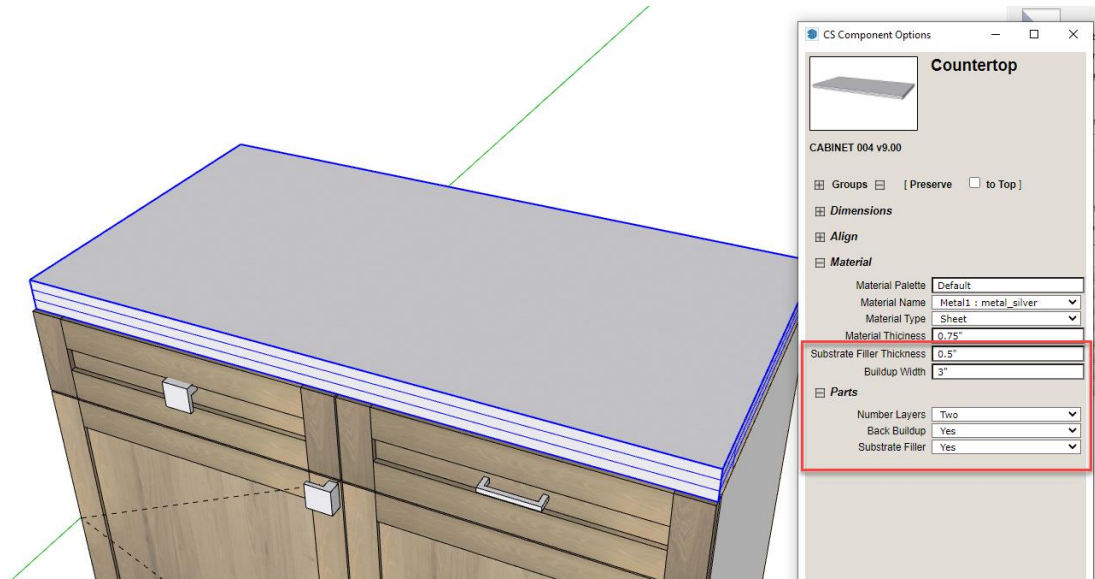 CS Component Options
Countertop
CABINET 004 v9.00
Groups [ Preserve to Top ]
Dimensions
Align
Material
Material Palette Default
Material Name Metal1 : metal_silver
Material Type Sheet
Material Thiciness 0.75"
Substrate Filler Thickness 0.5"
Buildup Width 3"
Parts
Number Layers Two
Back Buildup Yes
Substrate Filler Yes